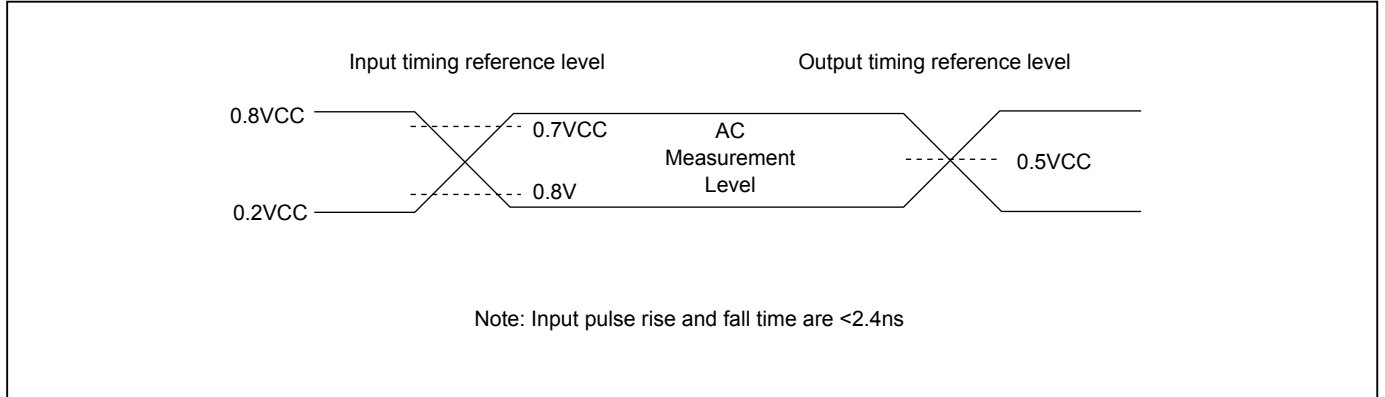 Input timing reference level
Output timing reference level
0.8VCC
0.7VCC
AC
Measurement
Level
0.5VCC
0.8V
0.2VCC
Note: Input pulse rise and fall time are <2.4ns